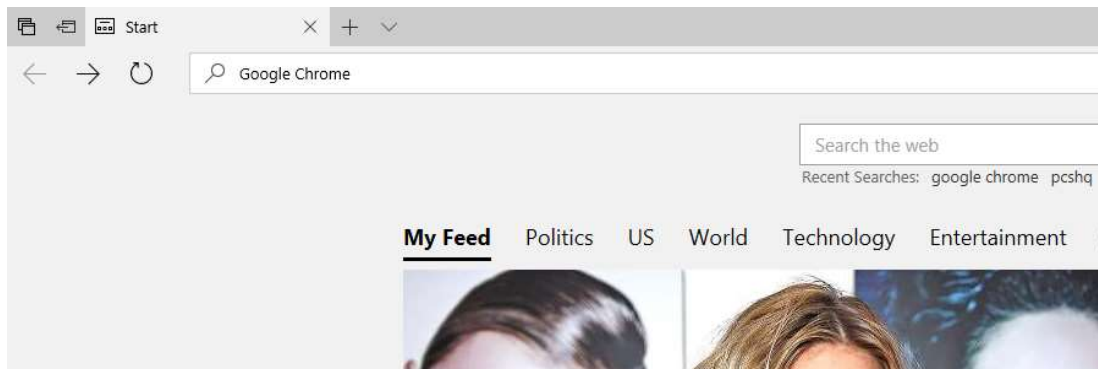 Start
Google Chrome
Search the web
Recent Searches: google chrome pcshq
My Feed Politics US World Technology Entertainment